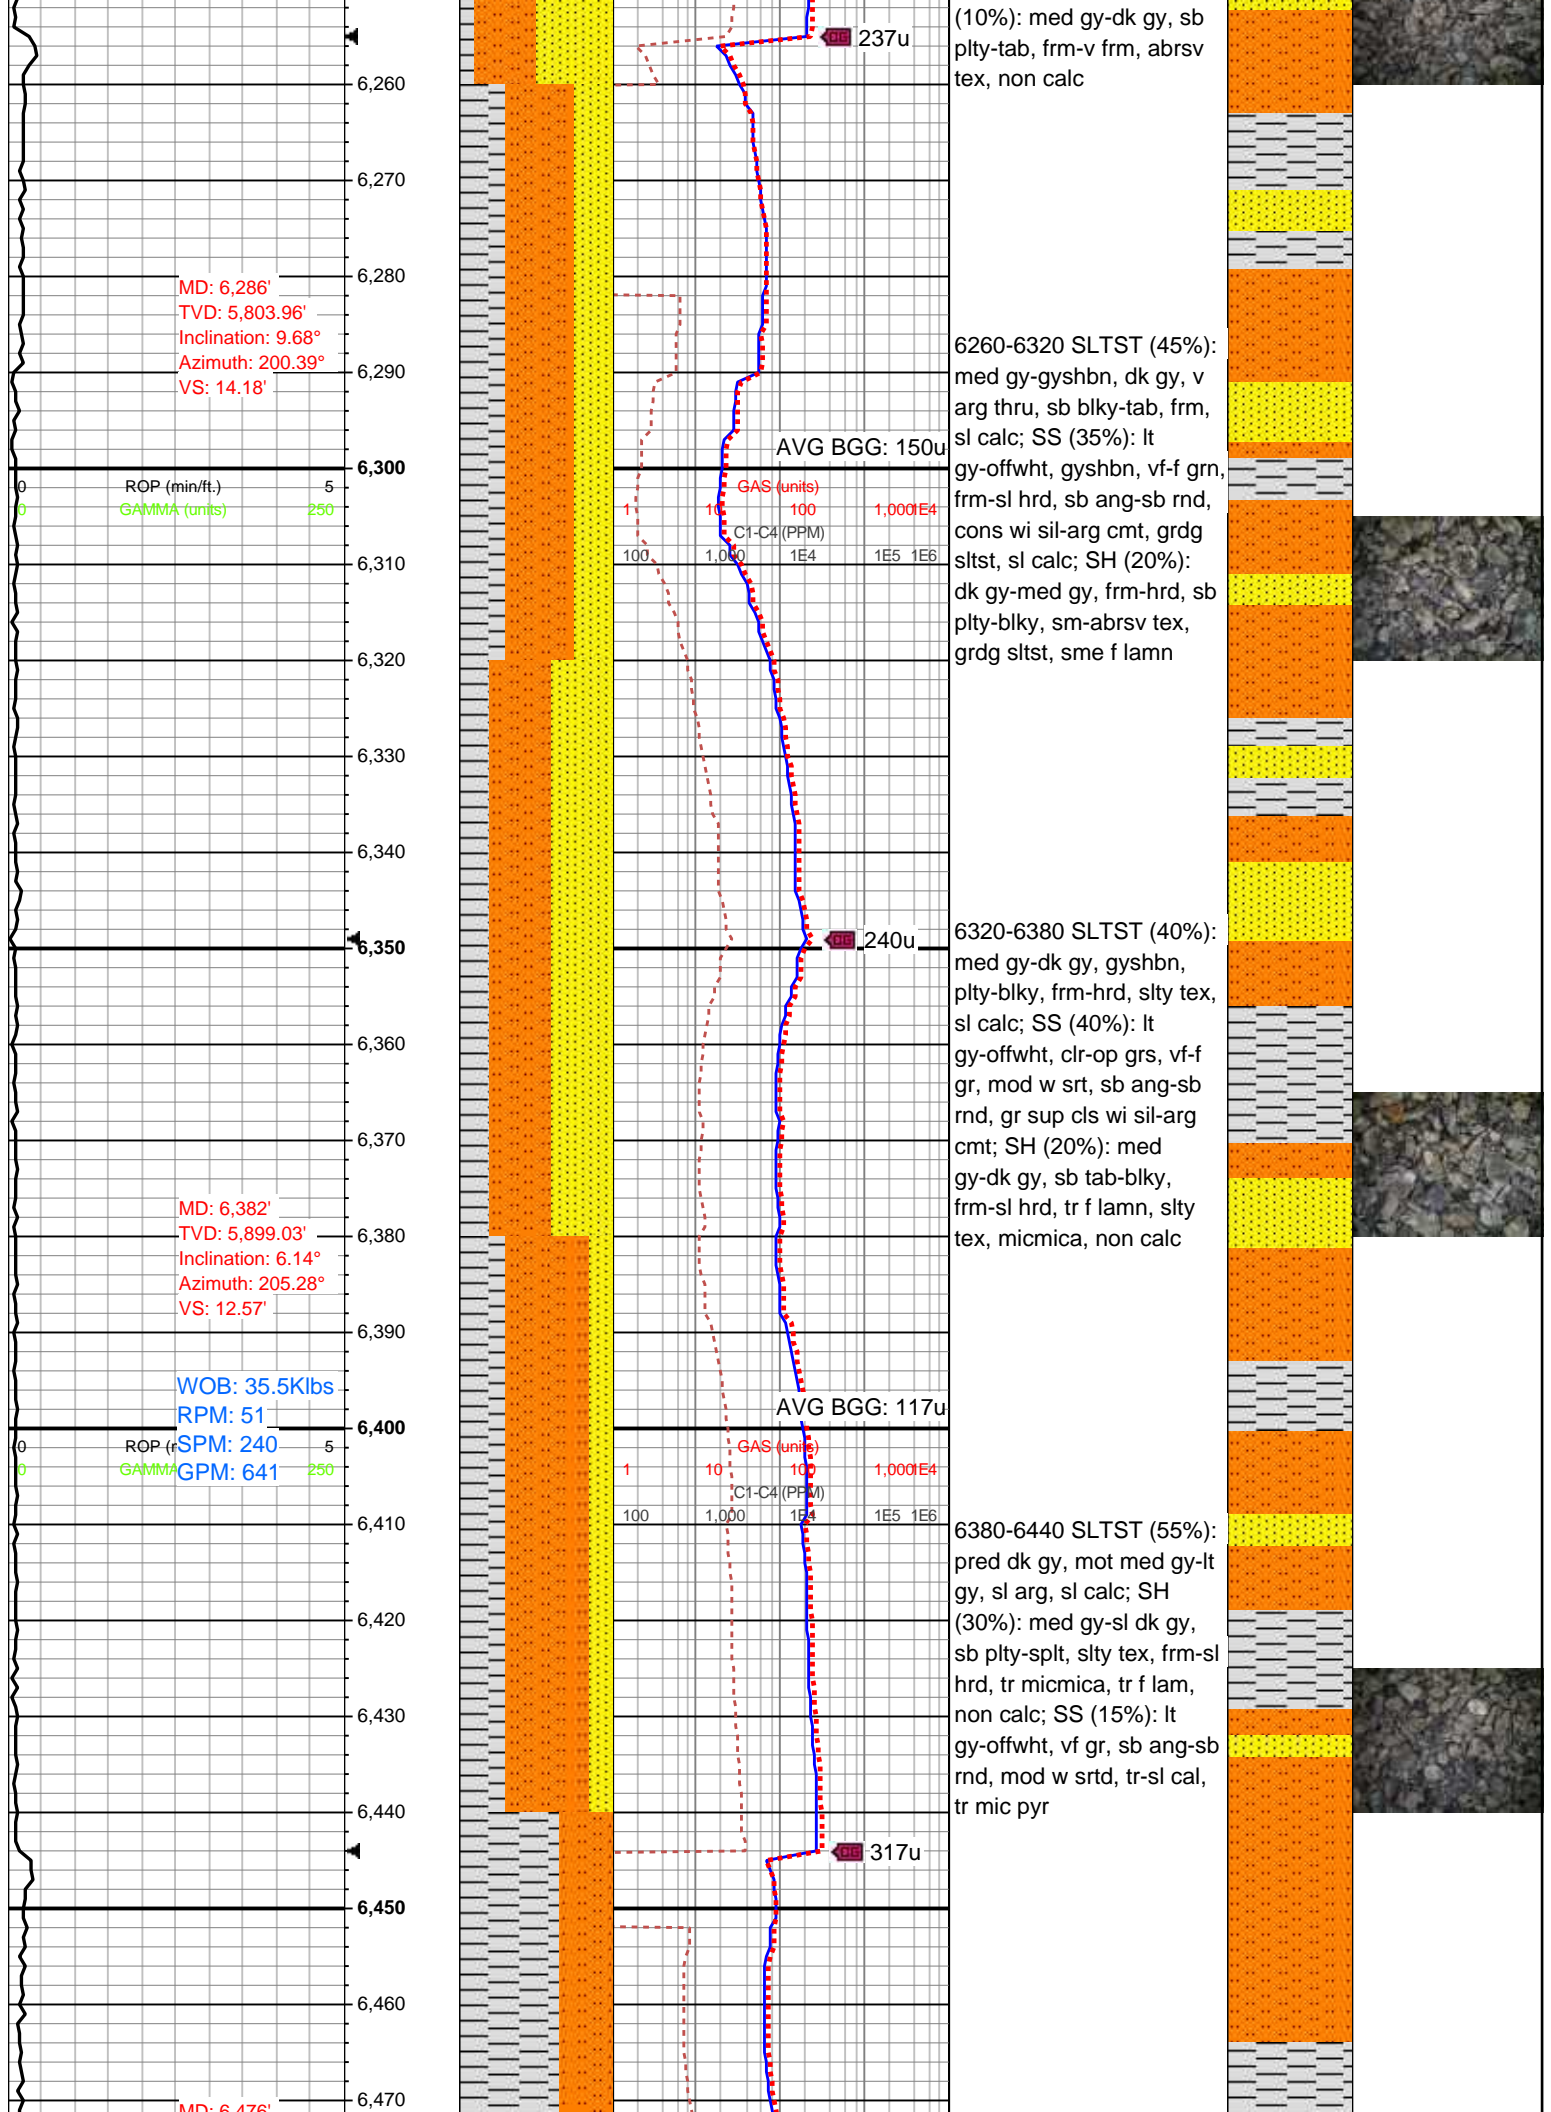 (10%): med gy-dk gy, sb
plty-tab, frm-v frm, abrsv
tex, non calc
DG 237u
6,260
6,270
6,280
MD: 6,286'
TVD: 5,803.96'
Inclination: 9.68°
Azimuth: 200.39°
VS: 14.18'
6,290
6260-6320 SLTST (45%):
med gy-gyshbn, dk gy, v
arg thru, sb blky-tab, frm,
sl calc; SS (35%): lt
gy-offwht, gyshbn, vf-f grn,
frm-sl hrd, sb ang-sb rnd,
cons wi sil-arg cmt, grdg
sltst, sl calc; SH (20%):
dk gy-med gy, frm-hrd, sb
plty-blky, sm-abrsv tex,
grdg sltst, sme f lamn
AVG BGG: 150u
6,300
0 ROP (min/ft.) 5
0 GAMMA (units) 250
GAS (units)
1 10 100 1,000 1E4
C1-C4 (PPM)
100 1,000 1E4 1E5 1E6
6,310
6,320
6,330
6,340
6,350
DG 240u
6320-6380 SLTST (40%):
med gy-dk gy, gyshbn,
plty-blky, frm-hrd, slty tex,
sl calc; SS (40%): lt
gy-offwht, clr-op grs, vf-f
gr, mod w srt, sb ang-sb
rnd, gr sup cls wi sil-arg
cmt; SH (20%): med
gy-dk gy, sb tab-blky,
frm-sl hrd, tr f lamn, slty
tex, micmica, non calc
6,360
6,370
MD: 6,382'
TVD: 5,899.03'
Inclination: 6.14°
Azimuth: 205.28°
VS: 12.57'
6,380
6,390
WOB: 35.5Klbs
RPM: 51
SPM: 240
GPM: 641
AVG BGG: 117u
6,400
0 ROP (r 5
0 GAMMA 250
GAS (units)
1 10 100 1,000 1E4
C1-C4 (PPM)
100 1,000 1E4 1E5 1E6
6,410
6380-6440 SLTST (55%):
pred dk gy, mot med gy-lt
gy, sl arg, sl calc; SH
(30%): med gy-sl dk gy,
sb plty-splt, slty tex, frm-sl
hrd, tr micmica, tr f lam,
non calc; SS (15%): lt
gy-offwht, vf gr, sb ang-sb
rnd, mod w srtd, tr-sl cal,
tr mic pyr
6,420
6,430
6,440
DG 317u
6,450
6,460
6,470
MD: 6,476'